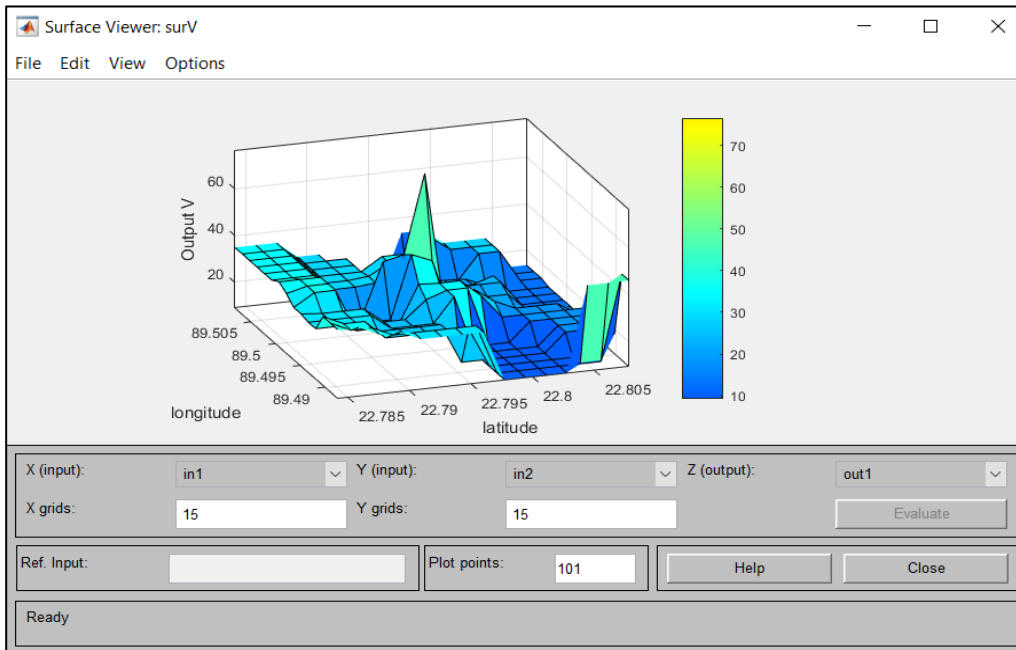 Surface Viewer: surV
File Edit View Options
Output V
60
40
20
89.505
89.5
89.495
89.49
longitude
22.785
22.79
22.795
22.8
22.805
latitude
70
60
50
40
30
20
10
X (input): in1 Y (input): in2 Z (output): out1
X grids: 15 Y grids: 15 Evaluate
Ref. Input: Plot points: 101 Help Close
Ready